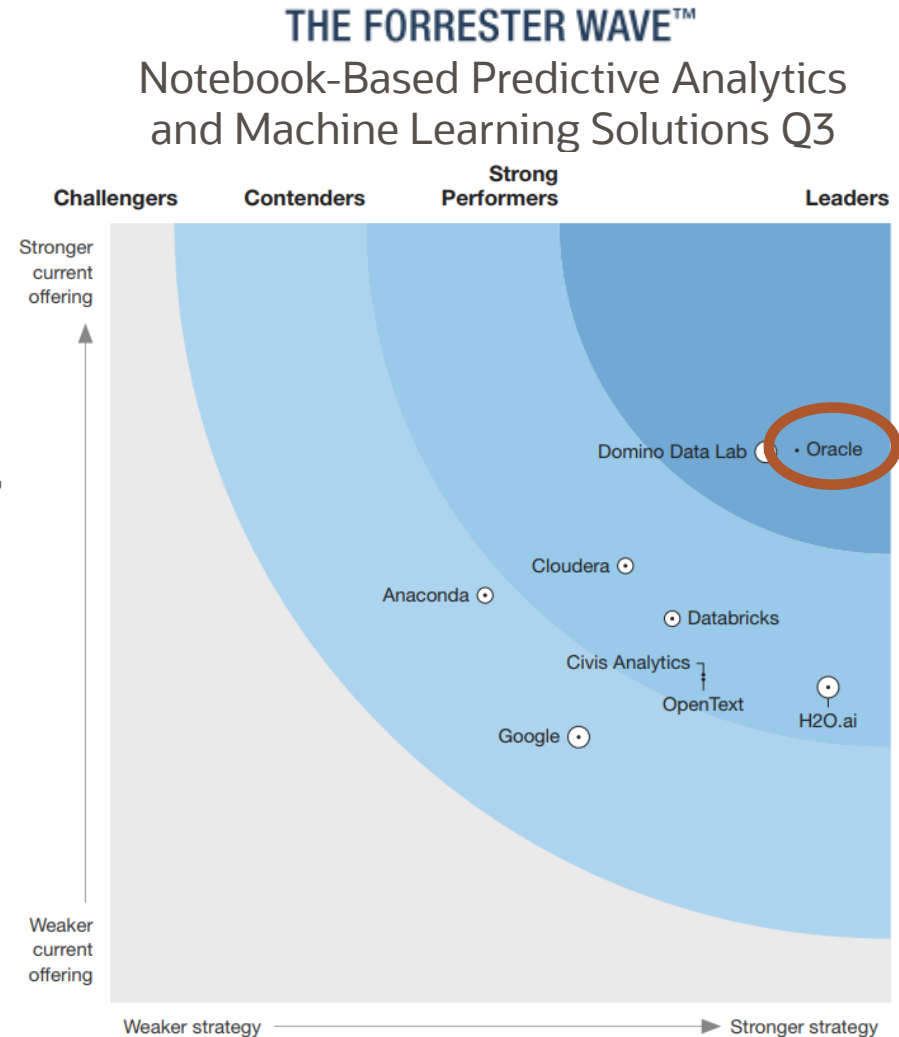 THE FORRESTER WAVE™
Notebook-Based Predictive Analytics
and Machine Learning Solutions Q3
Challengers
Contenders
Strong
Performers
Leaders
Stronger
current
offering
Domino Data Lab
Oracle
Cloudera
Anaconda
Databricks
Civis Analytics
OpenText
H2O.ai
Google
Weaker
current
offering
Weaker strategy
Stronger strategy